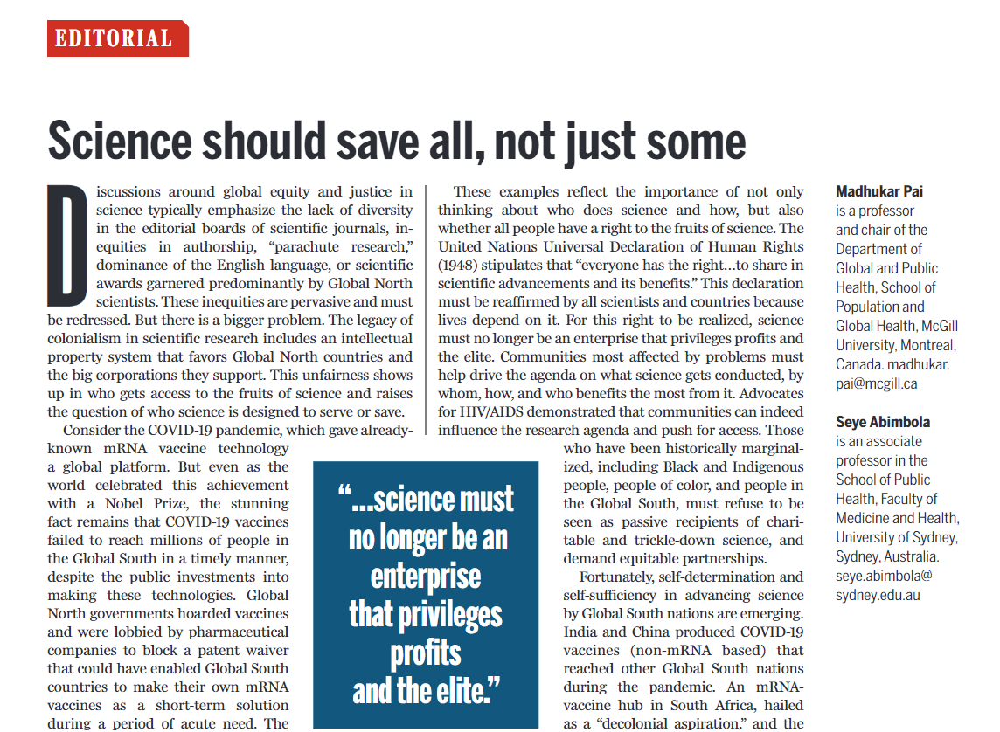 EDITORIAL
Science should save all, not just some
Discussions around global equity and justice in
science typically emphasize the lack of diversity
in the editorial boards of scientific journals, in-
equities in authorship, “parachute research,”
dominance of the English language, or scientific
awards garnered predominantly by Global North
scientists. These inequities are pervasive and must
be redressed. But there is a bigger problem. The legacy of
colonialism in scientific research includes an intellectual
property system that favors Global North countries and
the big corporations they support. This unfairness shows
up in who gets access to the fruits of science and raises
the question of who science is designed to serve or save.
Consider the COVID-19 pandemic, which gave already-
known mRNA vaccine technology
a global platform. But even as the
world celebrated this achievement
with a Nobel Prize, the stunning
fact remains that COVID-19 vaccines
failed to reach millions of people in
the Global South in a timely manner,
despite the public investments into
making these technologies. Global
North governments hoarded vaccines
and were lobbied by pharmaceutical
companies to block a patent waiver
that could have enabled Global South
countries to make their own mRNA
vaccines as a short-term solution
during a period of acute need. The
“...science must
no longer be an
enterprise
that privileges
profits
and the elite.”
These examples reflect the importance of not only
thinking about who does science and how, but also
whether all people have a right to the fruits of science. The
United Nations Universal Declaration of Human Rights
(1948) stipulates that “everyone has the right...to share in
scientific advancements and its benefits.” This declaration
must be reaffirmed by all scientists and countries because
lives depend on it. For this right to be realized, science
must no longer be an enterprise that privileges profits and
the elite. Communities most affected by problems must
help drive the agenda on what science gets conducted, by
whom, how, and who benefits the most from it. Advocates
for HIV/AIDS demonstrated that communities can indeed
influence the research agenda and push for access. Those
who have been historically marginal-
ized, including Black and Indigenous
people, people of color, and people in
the Global South, must refuse to be
seen as passive recipients of chari-
table and trickle-down science, and
demand equitable partnerships.
Fortunately, self-determination and
self-sufficiency in advancing science
by Global South nations are emerging.
India and China produced COVID-19
vaccines (non-mRNA based) that
reached other Global South nations
during the pandemic. An mRNA-
vaccine hub in South Africa, hailed
as a “decolonial aspiration,” and the
Madhukar Pai
is a professor
and chair of the
Department of
Global and Public
Health, School of
Population and
Global Health, McGill
University, Montreal,
Canada. madhukar.
pai@mcgill.ca
Seye Abimbola
is an associate
professor in the
School of Public
Health, Faculty of
Medicine and Health,
University of Sydney,
Sydney, Australia.
seye.abimbola@
sydney.edu.au